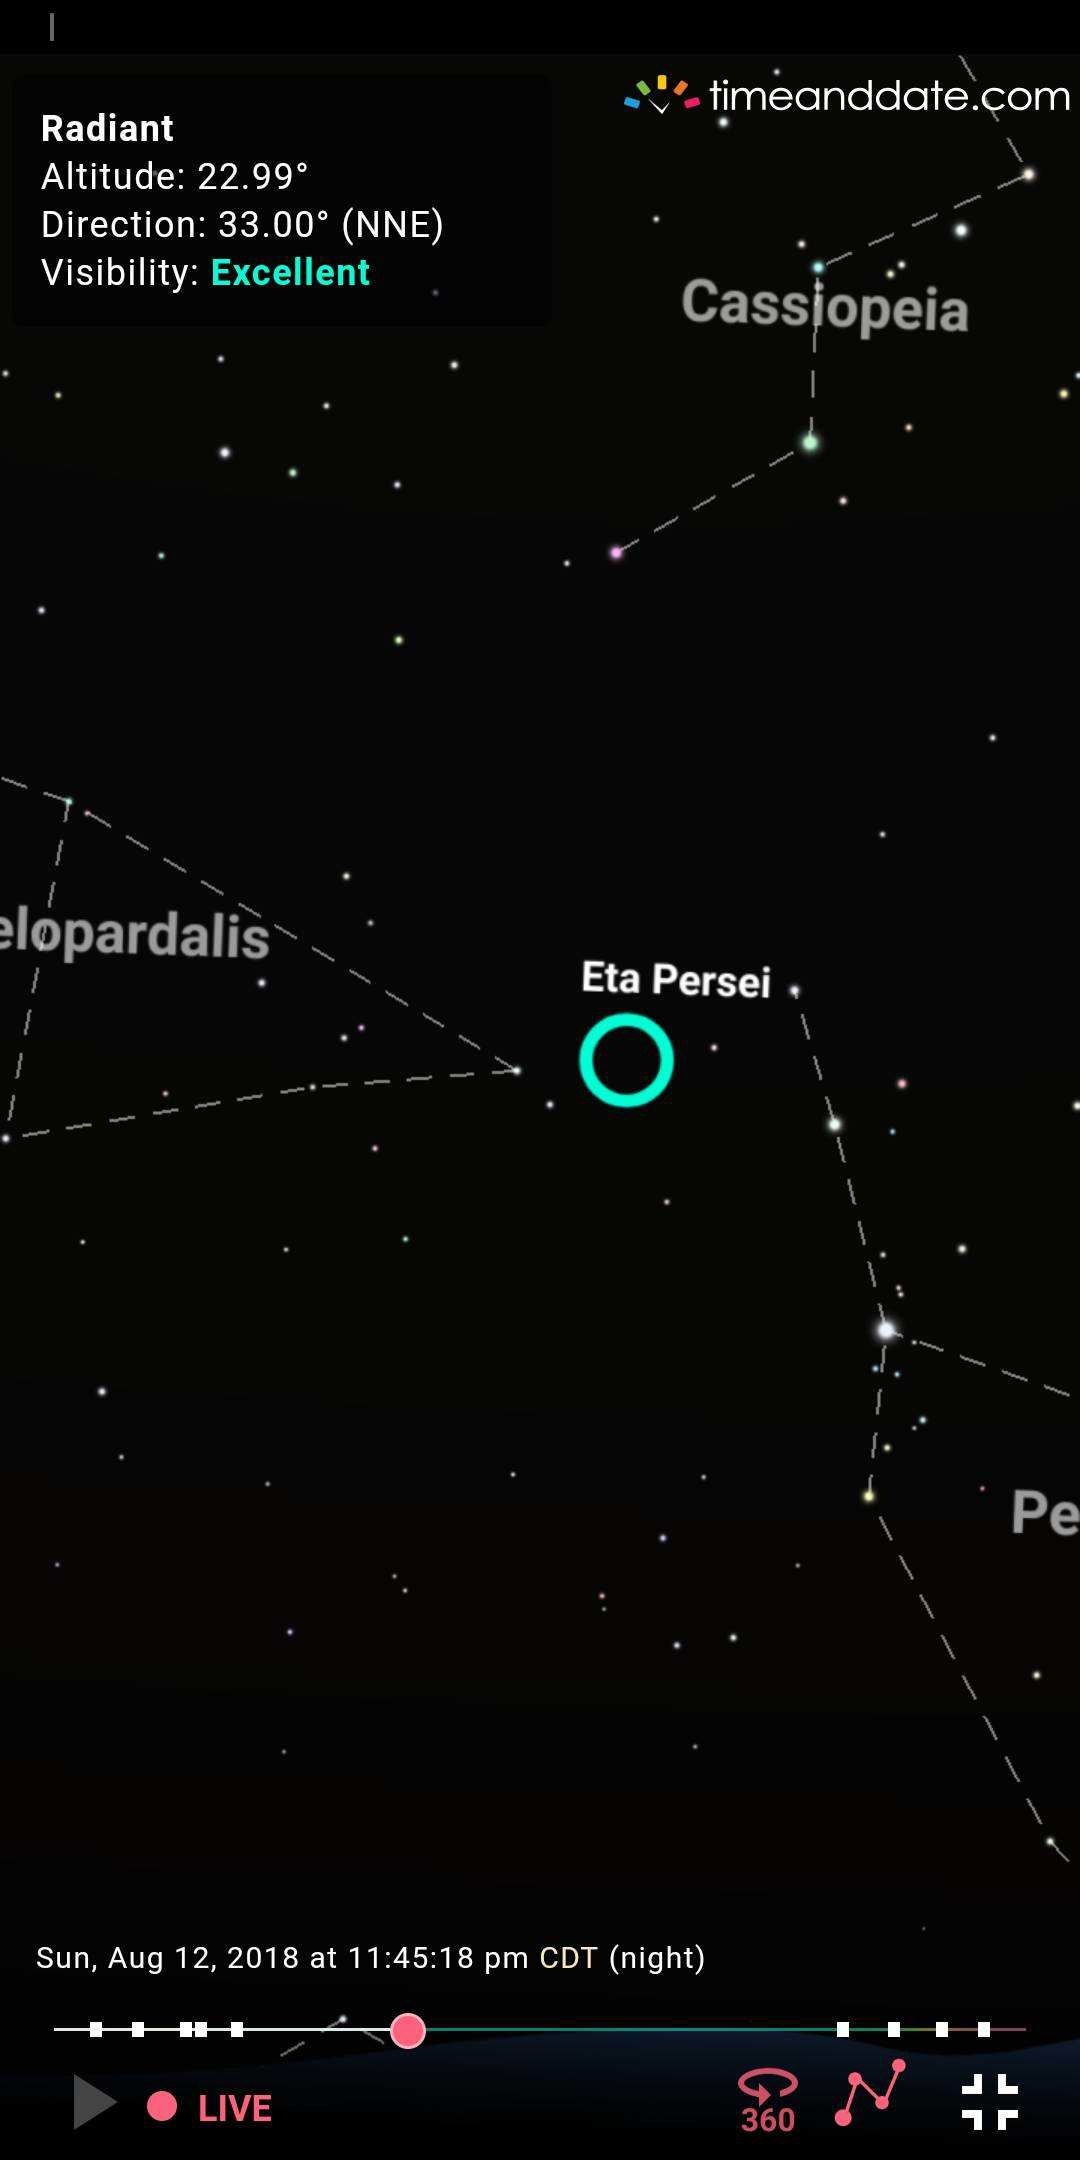 timeanddate.com
Radiant
Altitude: 22.99°
Direction: 33.00° (NNE)
Visibility: Excellent
Cassiopeia
elopardalis
Eta Persei
Pe
Sun, Aug 12, 2018 at 11:45:18 pm CDT (night)
LIVE
360